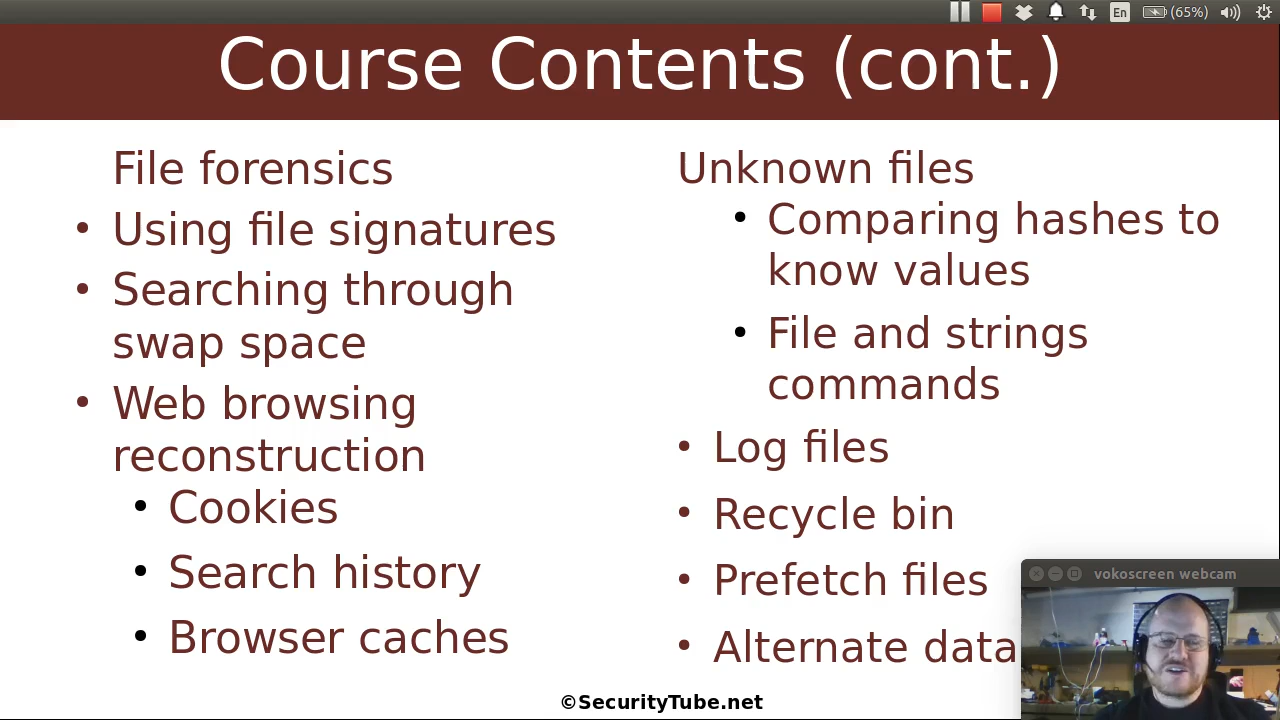 En
(65%)
Course Contents (cont.)
File forensics
• Using file signatures
• Searching through
swap space
• Web browsing
reconstruction
• Cookies
• Search history
• Browser caches
Unknown files
• Comparing hashes to
know values
• File and strings
commands
• Log files
• Recycle bin
• Prefetch files
• Alternate data
vokoscreen webcam
©SecurityTube.net